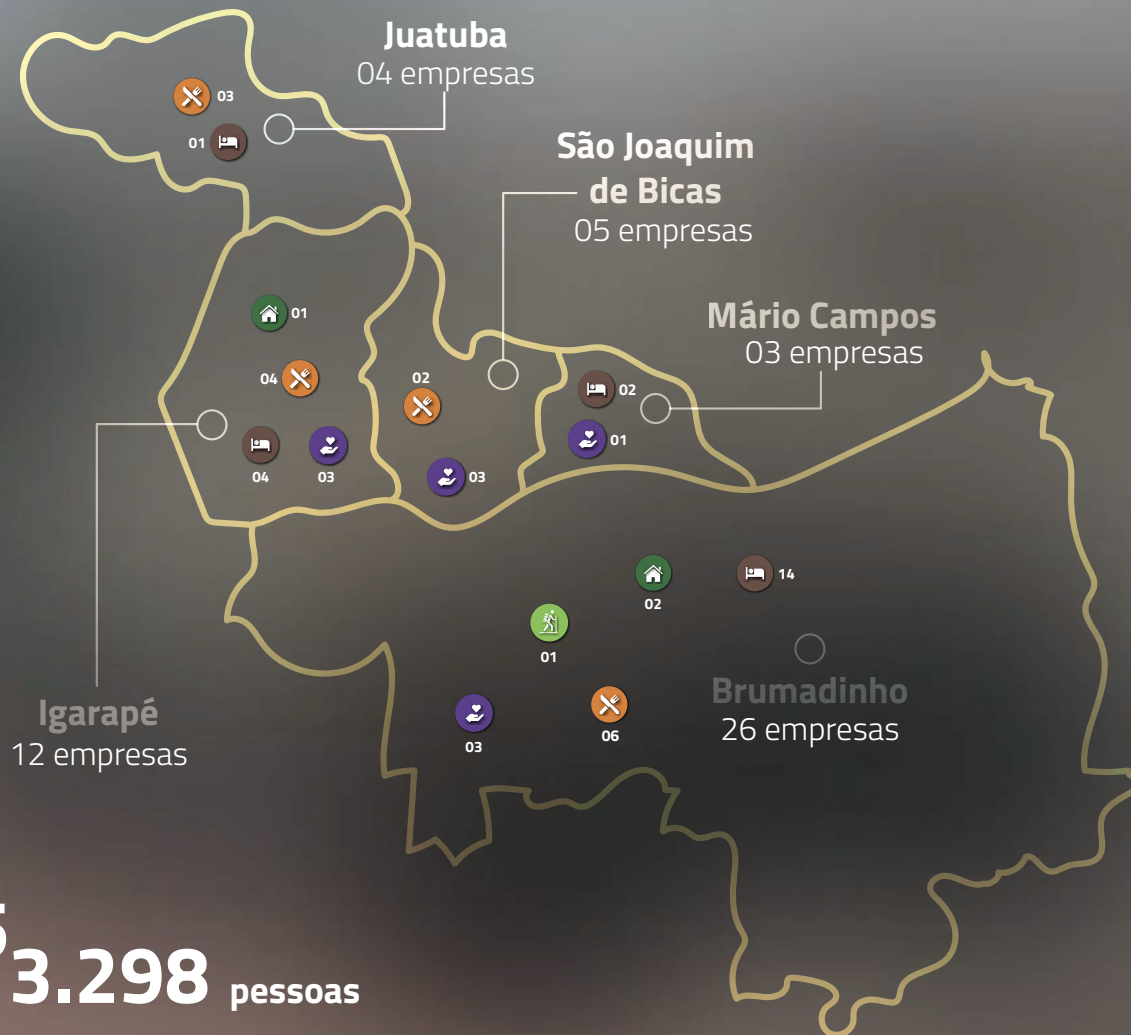 Juatuba
04 empresas
03
01
São Joaquim
de Bicas
05 empresas
Mário Campos
03 empresas
01
04
04
03
02
03
02
01
02
14
01
03
06
Igarapé
12 empresas
Brumadinho
26 empresas
3.298 pessoas